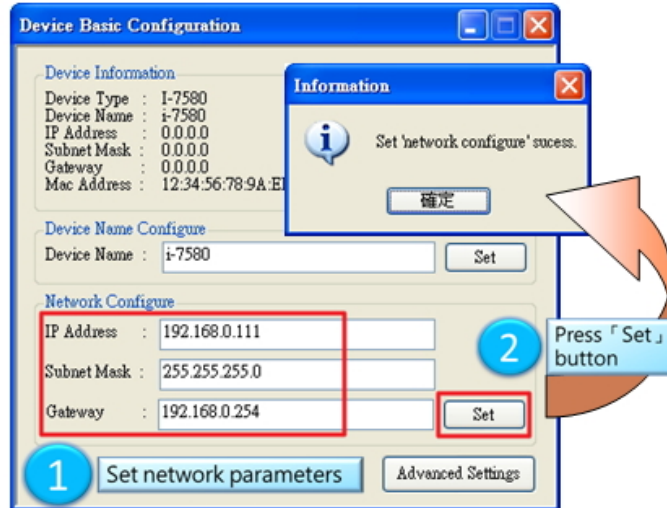 Device Basic Configuration
Device Information
Device Type : I-7580
Device Name : i-7580
IP Address : 0.0.0.0
Subnet Mask : 0.0.0.0
Gateway : 0.0.0.0
Mac Address : 12:34:56:78:9A:
Information
Set 'network configure' sucess.
確定
Device Name Configure
Device Name : i-7580
Set
Network Configure
IP Address : 192.168.0.111
Subnet Mask : 255.255.255.0
Gateway : 192.168.0.254
Set
2
Press「Set」
button
1
Set network parameters
Advanced Settings